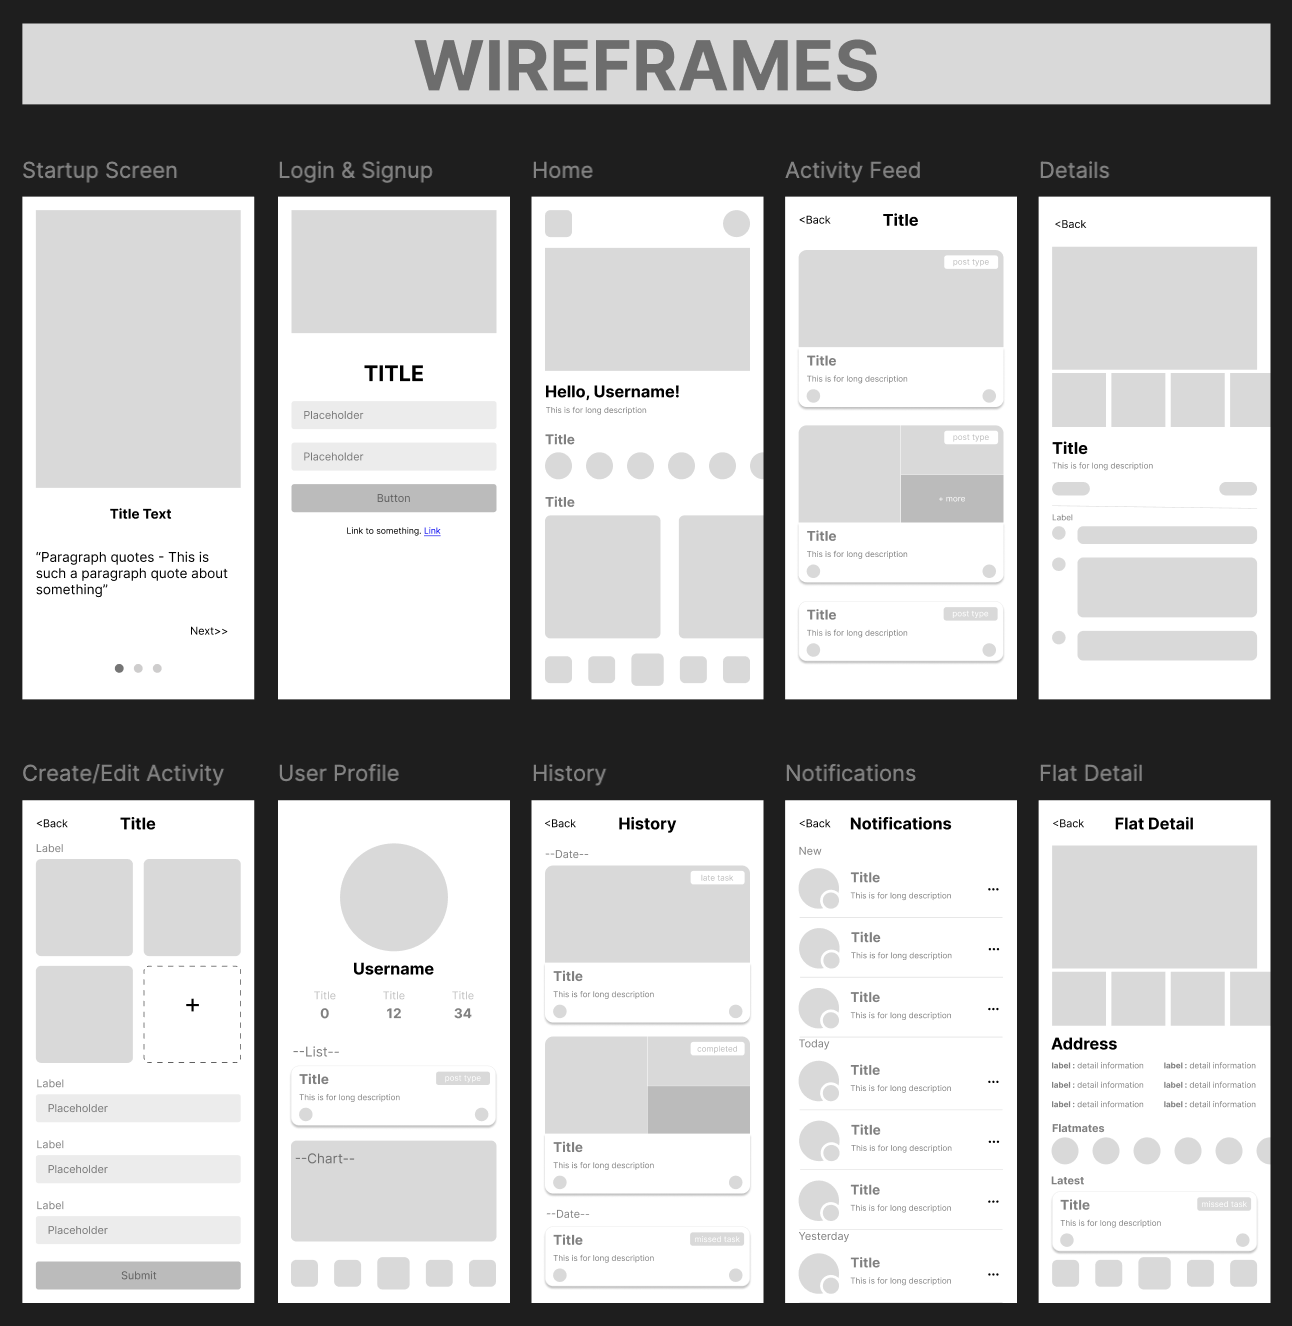 WIREFRAMES
Startup Screen
Title Text
“Paragraph quotes - This is
such a paragraph quote about
something”
Next>>
Login & Signup
TITLE
Placeholder
Placeholder
Button
Link to something. Link
Home
Hello, Username!
This is for long description
Title
Title
Activity Feed
<Back
Title
post type
Title
This is for long description
post type
+ more
Title
This is for long description
Title
post type
This is for long description
Details
<Back
Title
This is for long description
Label
Create/Edit Activity
<Back
Title
Label
+
Label
Placeholder
Label
Placeholder
Label
Placeholder
Submit
User Profile
Username
Title Title Title
0 12 34
--List--
Title
post type
This is for long description
--Chart--
History
<Back
History
--Date--
late task
Title
This is for long description
completed
Title
This is for long description
--Date--
Title
missed task
This is for long description
Notifications
<Back
Notifications
New
Title
This is for long description
...
Title
This is for long description
...
Title
This is for long description
...
Today
Title
This is for long description
...
Title
This is for long description
...
Title
This is for long description
...
Yesterday
Title
This is for long description
...
Flat Detail
<Back
Flat Detail
Address
label : detail information label : detail information
label : detail information label : detail information
label : detail information label : detail information
Flatmates
Latest
Title
missed task
This is for long description